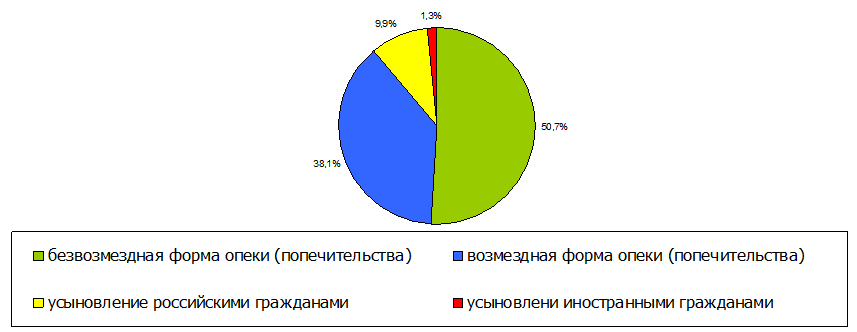 1,3%
9,9%
50,7%
38,1%
безвозмездная форма опеки (попечительства)
возмездная форма опеки (попечительства)
усыновление российскими гражданами
усыновлени иностранными гражданами